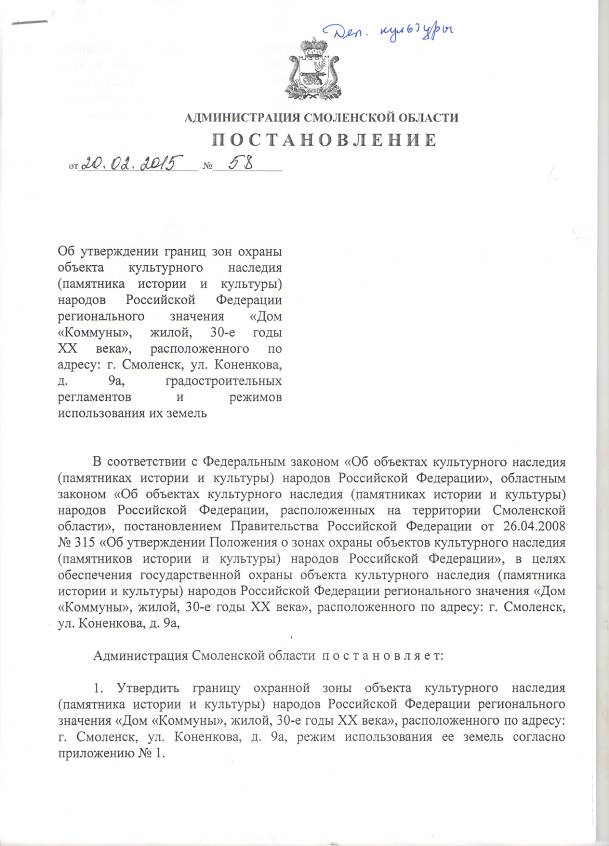 Деп. культуры
АДМИНИСТРАЦИЯ СМОЛЕНСКОЙ ОБЛАСТИ
ПОСТАНОВЛЕНИЕ
от 20.02.2015 № 58
Об утверждении границ зон охраны
объекта культурного наследия
(памятника истории и культуры)
народов Российской Федерации
регионального значения «Дом
«Коммуны», жилой, 30-е годы
XX века», расположенного по
адресу: г. Смоленск, ул. Коненкова,
д. 9а, градостроительных
регламентов и режимов
использования их земель
В соответствии с Федеральным законом «Об объектах культурного наследия
(памятниках истории и культуры) народов Российской Федерации», областным
законом «Об объектах культурного наследия (памятниках истории и культуры)
народов Российской Федерации, расположенных на территории Смоленской
области», постановлением Правительства Российской Федерации от 26.04.2008
№ 315 «Об утверждении Положения о зонах охраны объектов культурного наследия
(памятников истории и культуры) народов Российской Федерации», в целях
обеспечения государственной охраны объекта культурного наследия (памятника
истории и культуры) народов Российской Федерации регионального значения «Дом
«Коммуны», жилой, 30-е годы XX века», расположенного по адресу: г. Смоленск,
ул. Коненкова, д. 9а,
Администрация Смоленской области п о с т а н о в л я е т:
1. Утвердить границу охранной зоны объекта культурного наследия
(памятника истории и культуры) народов Российской Федерации регионального
значения «Дом «Коммуны», жилой, 30-е годы XX века», расположенного по адресу:
г. Смоленск, ул. Коненкова, д. 9а, режим использования ее земель согласно
приложению № 1.